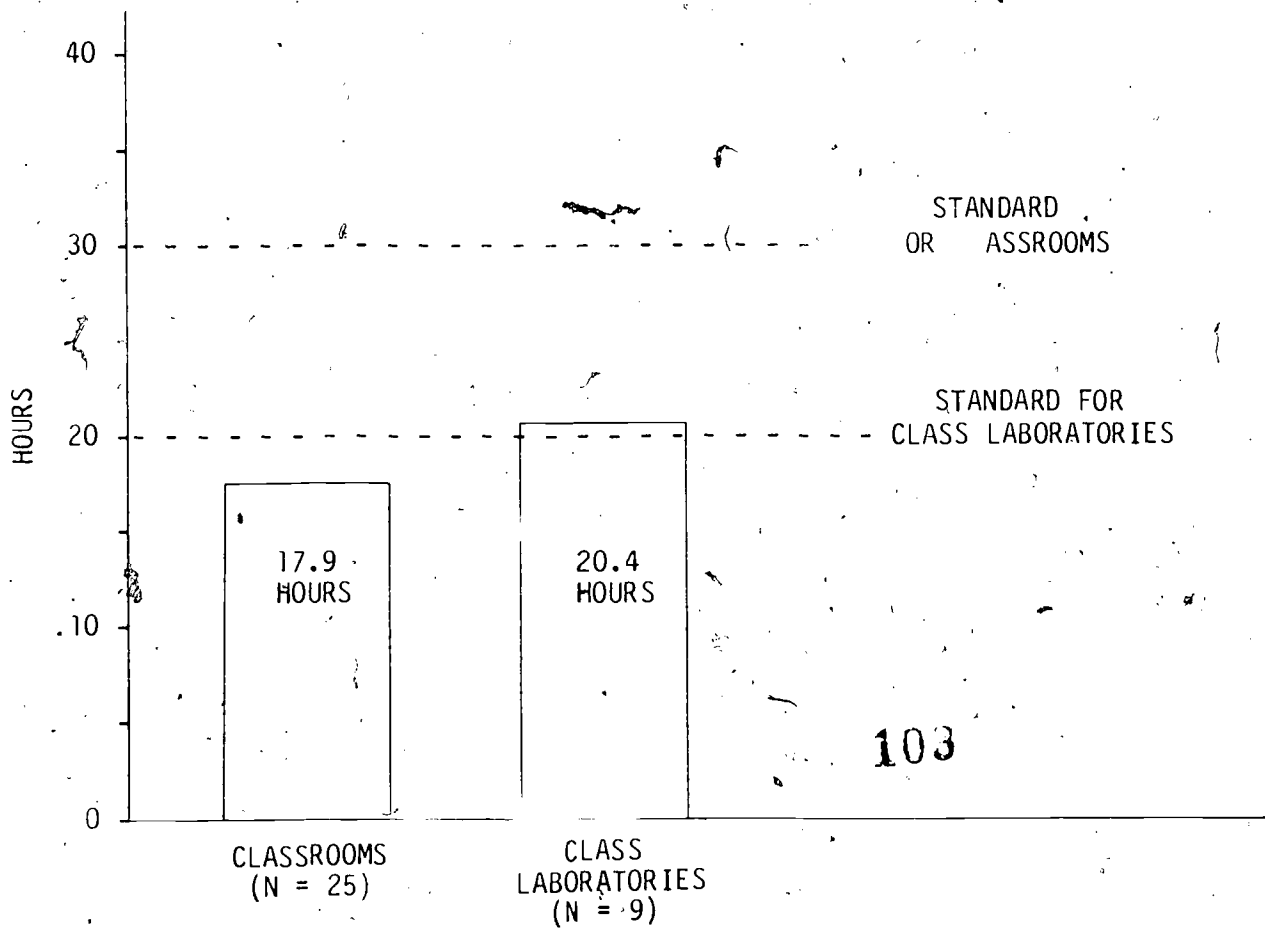 40
STANDARD
OR ASSROOMS
30
STANDARD FOR
CLASS LABORATORIES
HOURS
20
17.9
HOURS
20.4
HOURS
10
103
0
CLASSROOMS
(N = 25)
CLASS
LABORATORIES
(N = 9)